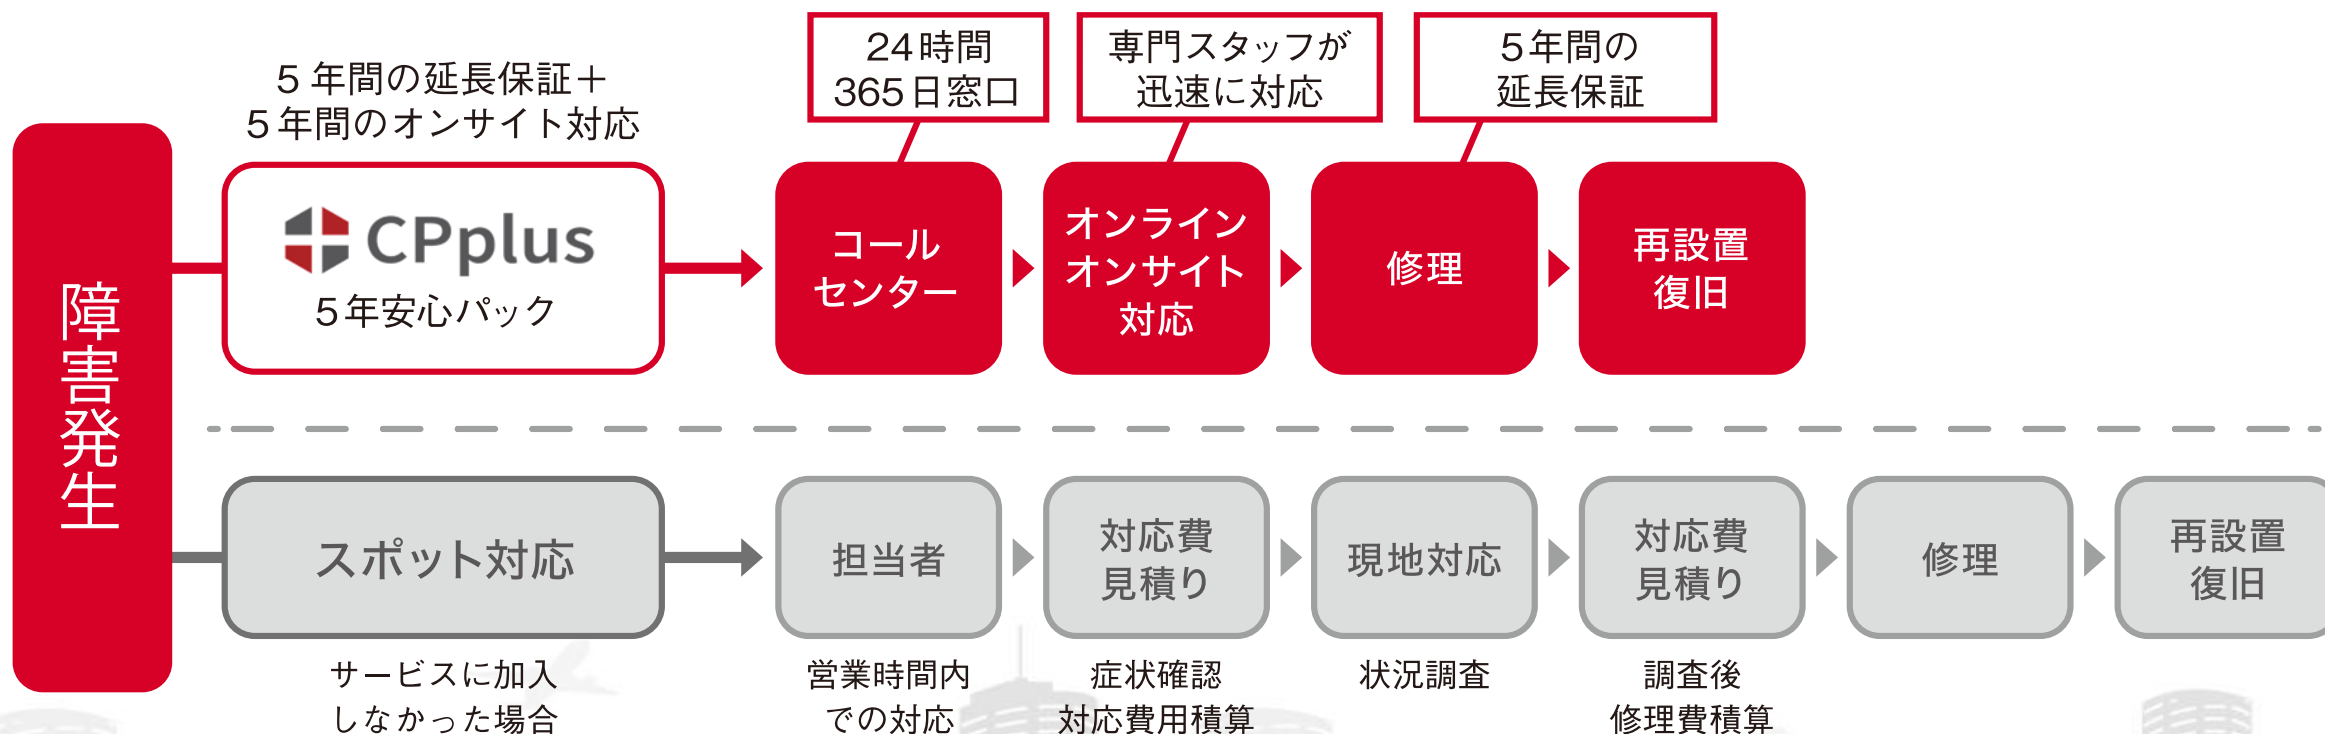 障害発生
5年間の延長保証＋
5年間のオンサイト対応
CPplus
5年安心パック
24時間
365日窓口
コール
センター
専門スタッフが
迅速に対応
オンライン
オンサイト
対応
5年間の
延長保証
修理
再設置
復旧
スポット対応
サービスに加入
しなかった場合
担当者
営業時間内
での対応
対応費
見積り
症状確認
対応費用積算
現地対応
状況調査
対応費
見積り
調査後
修理費積算
修理
再設置
復旧